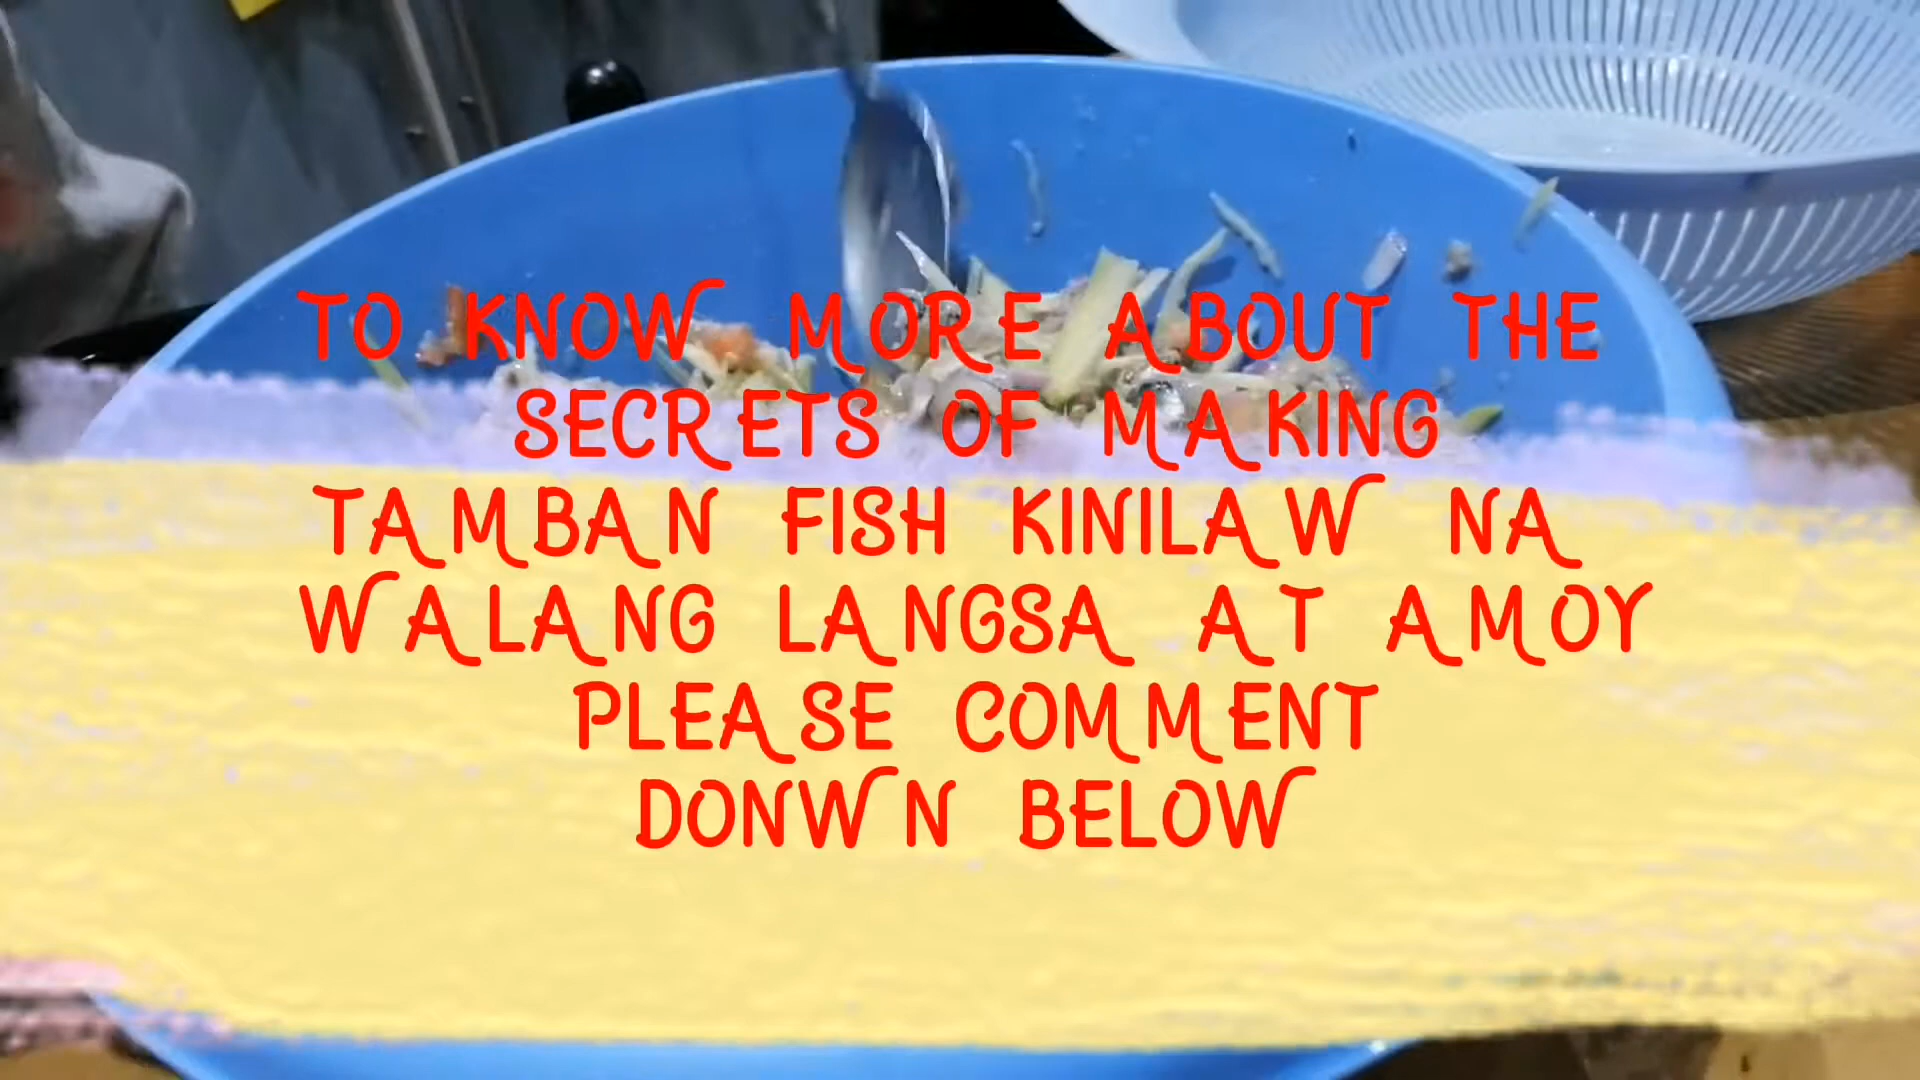 TO KNOW MORE ABOUT THE
SECRETS OF MAKING
TAMBAN FISH KINILAW NA
WALANG LANGSA AT AMOY
PLEASE COMMENT
DONWN BELOW